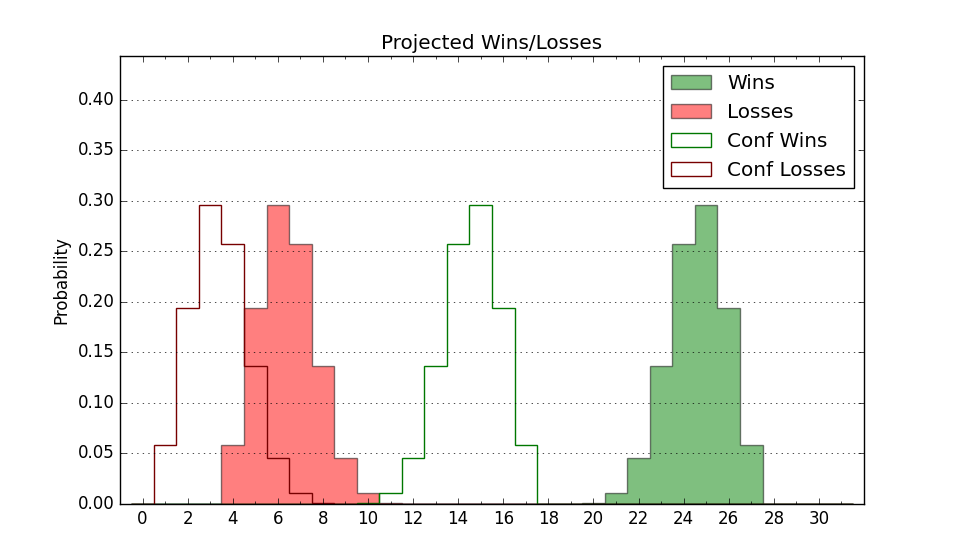 Projected Wins/Losses
Wins
Losses
Conf Wins
Conf Losses
Probability
0.40
0.35
0.30
0.25
0.20
0.15
0.10
0.05
0.00
0 2 4 6 8 10 12 14 16 18 20 22 24 26 28 30